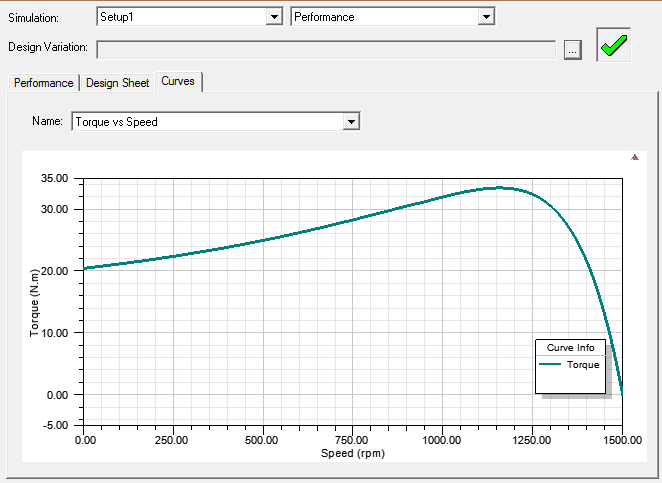 Simulation: Setup1 Performance
Design Variation: ...
Performance Design Sheet Curves
Name: Torque vs Speed
35.00
30.00
20.00
10.00
0.00
-5.00
Torque (N.m)
Curve Info
Torque
0.00 250.00 500.00 750.00 1000.00 1250.00 1500.00
Speed (rpm)